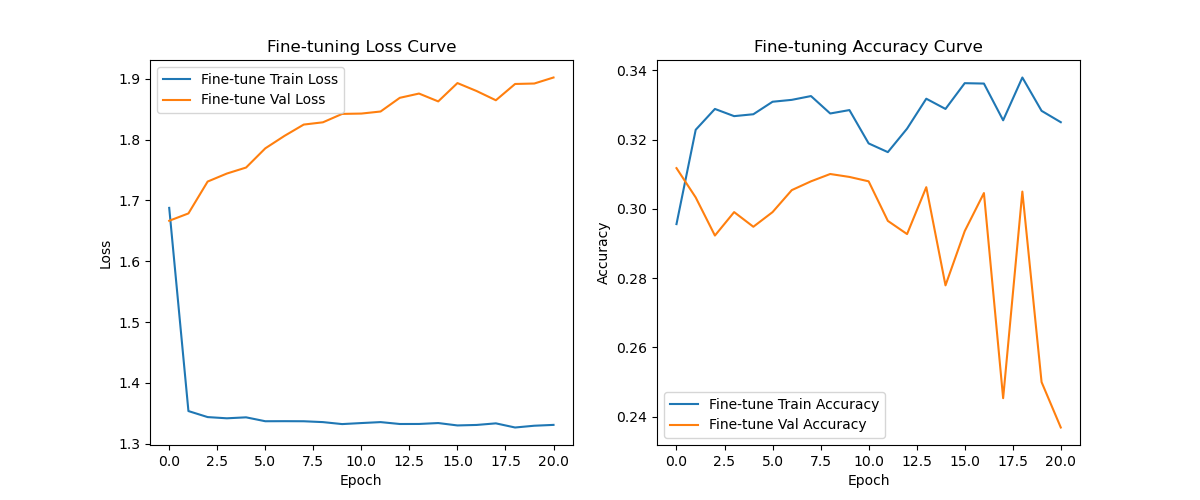 Fine-tuning Loss Curve
Fine-tune Train Loss
Fine-tune Val Loss
1.9
1.8
1.7
1.6
1.5
1.4
1.3
Loss
0.0 2.5 5.0 7.5 10.0 12.5 15.0 17.5 20.0
Epoch
Fine-tuning Accuracy Curve
0.34
0.32
0.30
0.28
0.26
0.24
Accuracy
Fine-tune Train Accuracy
Fine-tune Val Accuracy
0.0 2.5 5.0 7.5 10.0 12.5 15.0 17.5 20.0
Epoch